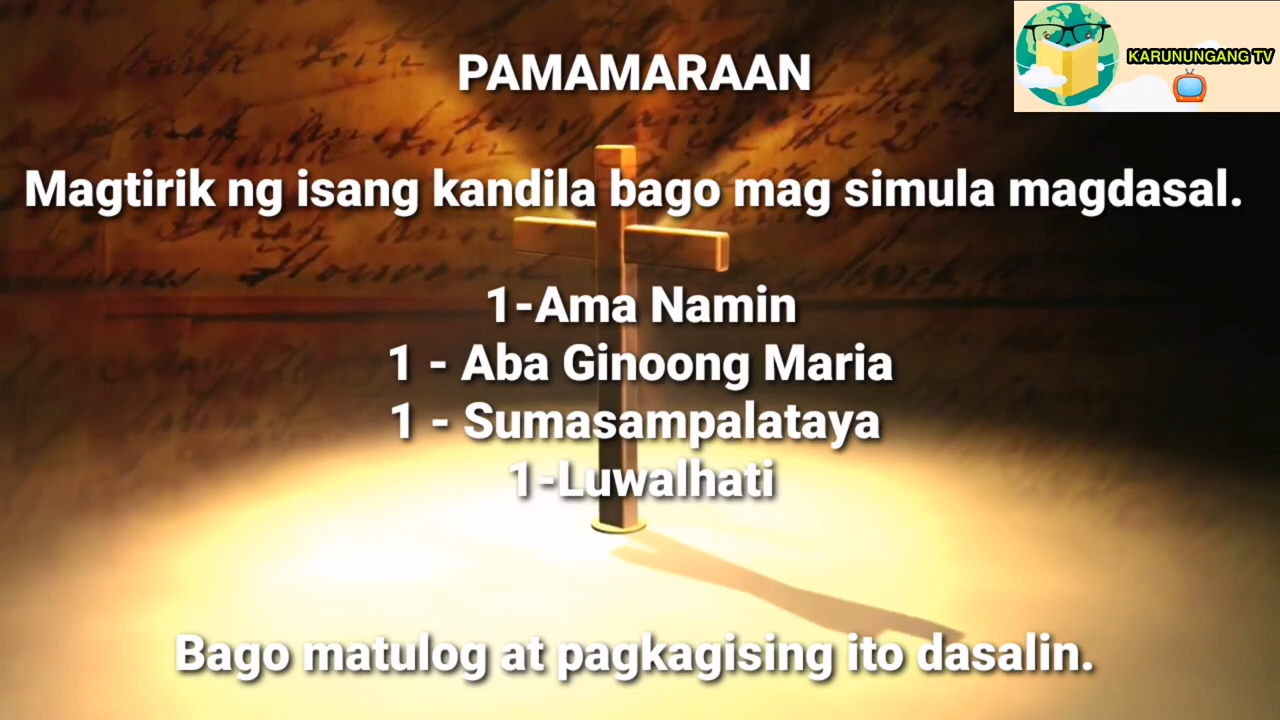 KARUNUNGANG TV
PAMAMARAAN
Magtirik ng isang kandila bago mag simula magdasal.
1-Ama Namin
1 - Aba Ginoong Maria
1 - Sumasampalataya
1-Luwalhati
Bago matulog at pagkagising ito dasalin.